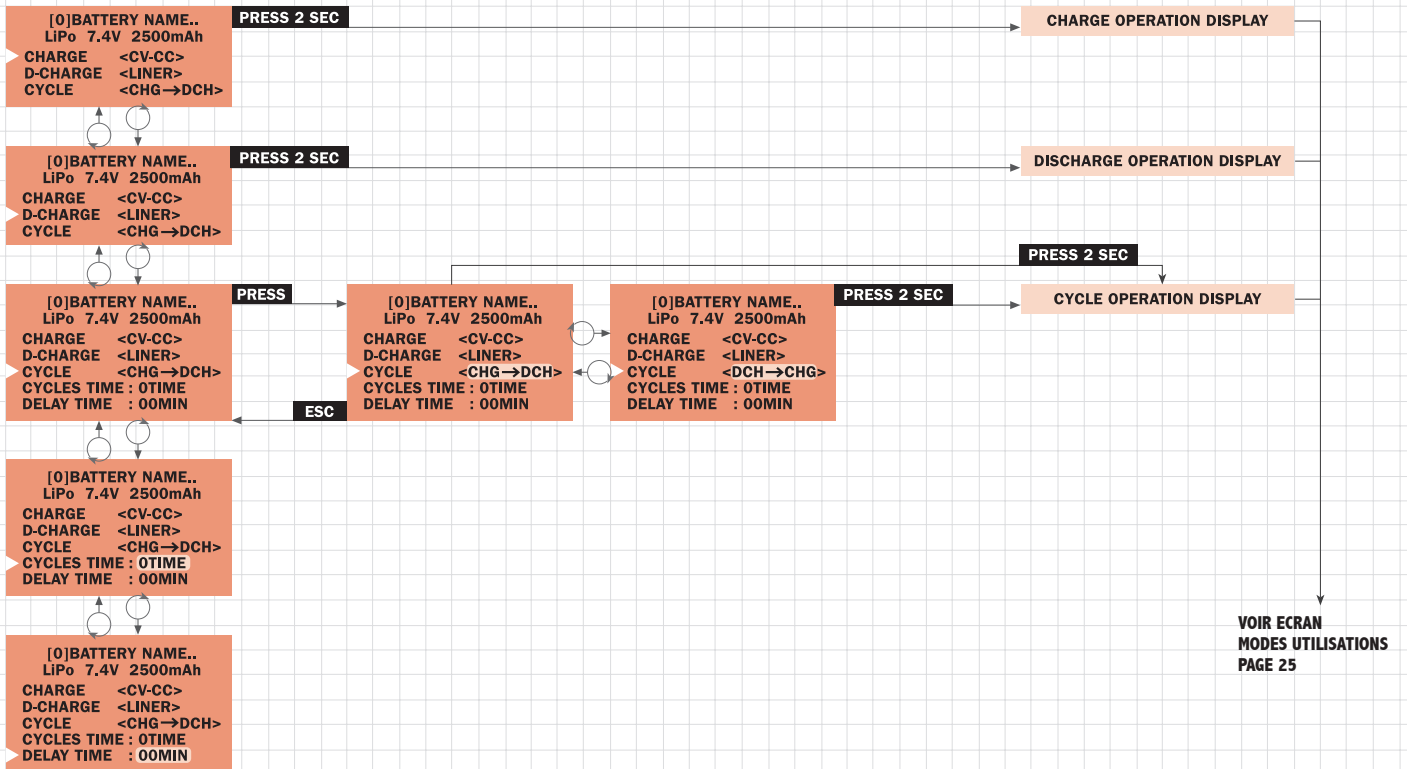 [0]BATTERY NAME..
LiPo 7.4V 2500mAh
CHARGE <CV-CC>
D-CHARGE <LINER>
CYCLE <CHG→DCH>
PRESS 2 SEC
CHARGE OPERATION DISPLAY
[0]BATTERY NAME..
LiPo 7.4V 2500mAh
CHARGE <CV-CC>
D-CHARGE <LINER>
CYCLE <CHG→DCH>
PRESS 2 SEC
DISCHARGE OPERATION DISPLAY
PRESS 2 SEC
[0]BATTERY NAME..
LiPo 7.4V 2500mAh
CHARGE <CV-CC>
D-CHARGE <LINER>
CYCLE <CHG→DCH>
CYCLES TIME : 0TIME
DELAY TIME : 00MIN
PRESS
ESC
[0]BATTERY NAME..
LiPo 7.4V 2500mAh
CHARGE <CV-CC>
D-CHARGE <LINER>
CYCLE <CHG→DCH>
CYCLES TIME : 0TIME
DELAY TIME : 00MIN
[0]BATTERY NAME..
LiPo 7.4V 2500mAh
CHARGE <CV-CC>
D-CHARGE <LINER>
CYCLE <DCH→CHG>
CYCLES TIME : 0TIME
DELAY TIME : 00MIN
PRESS 2 SEC
CYCLE OPERATION DISPLAY
[0]BATTERY NAME..
LiPo 7.4V 2500mAh
CHARGE <CV-CC>
D-CHARGE <LINER>
CYCLE <CHG→DCH>
CYCLES TIME : 0TIME
DELAY TIME : 00MIN
[0]BATTERY NAME..
LiPo 7.4V 2500mAh
CHARGE <CV-CC>
D-CHARGE <LINER>
CYCLE <CHG→DCH>
CYCLES TIME : 0TIME
DELAY TIME : 00MIN
VOIR ECRAN
MODES UTILISATIONS
PAGE 25